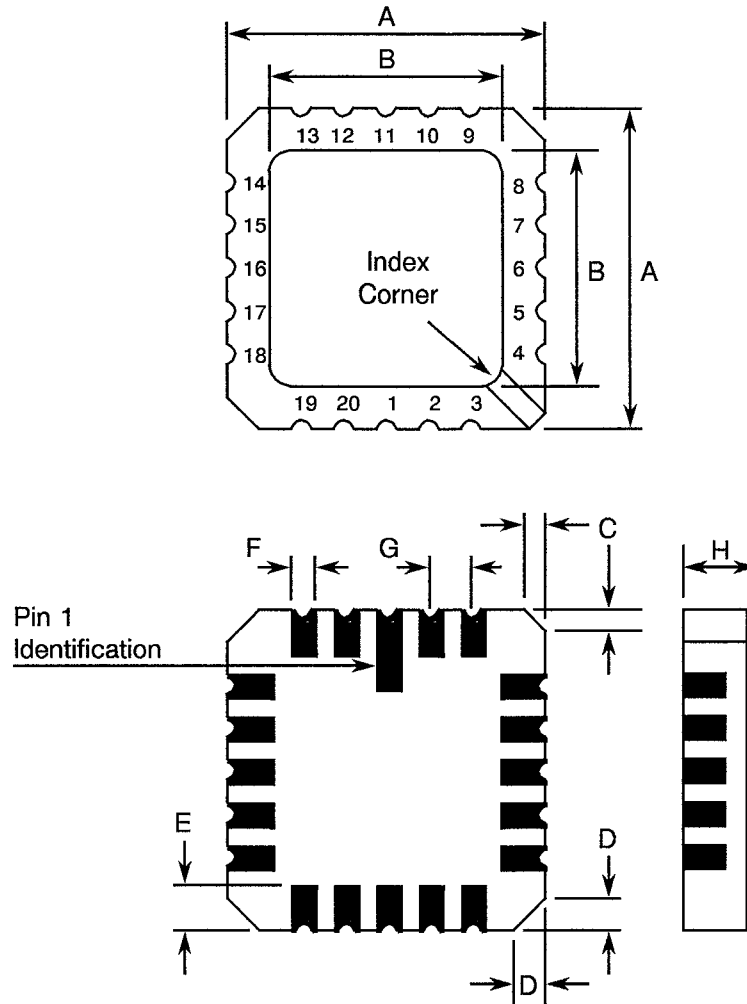 A
B
13 12 11 10 9
14 8
15 7
16 6
17 5
18 4
Index
Corner
B A
19 20 1 2 3
C
F G H
Pin 1
Identification
E D
D